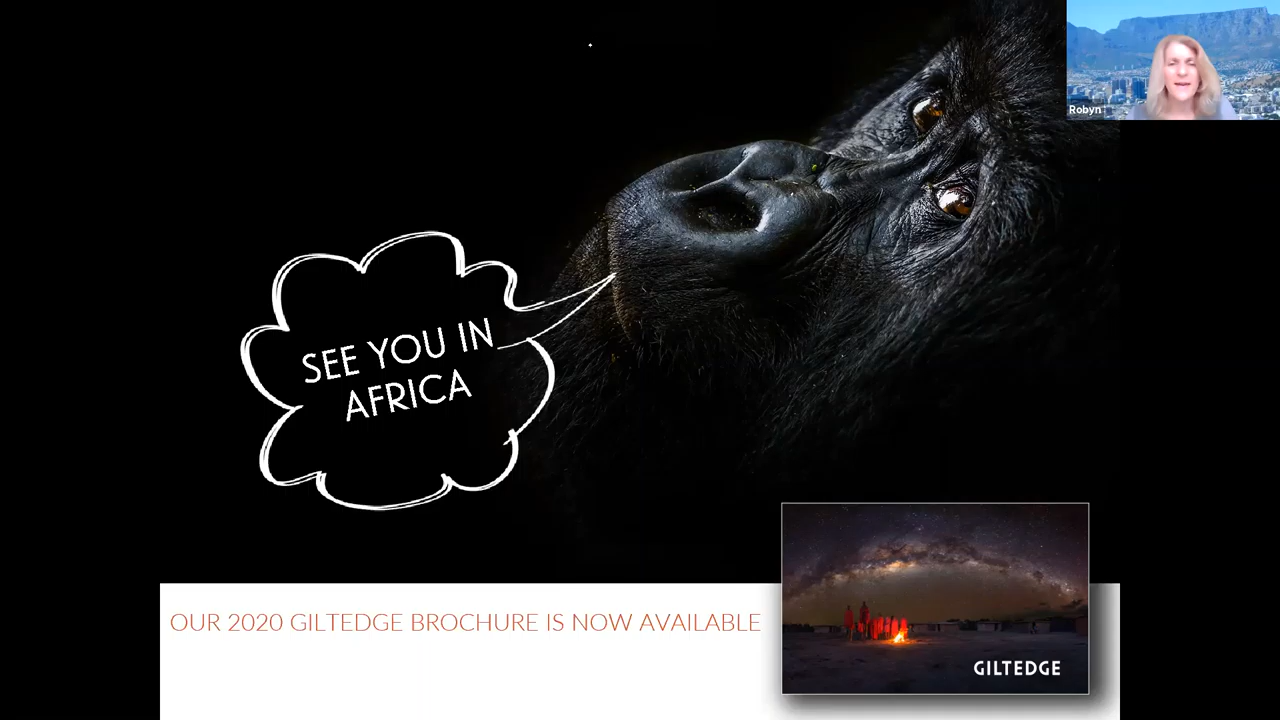 Robyn
SEE YOU IN
AFRICA
OUR 2020 GILTEDGE BROCHURE IS NOW AVAILABLE
GILTEDGE